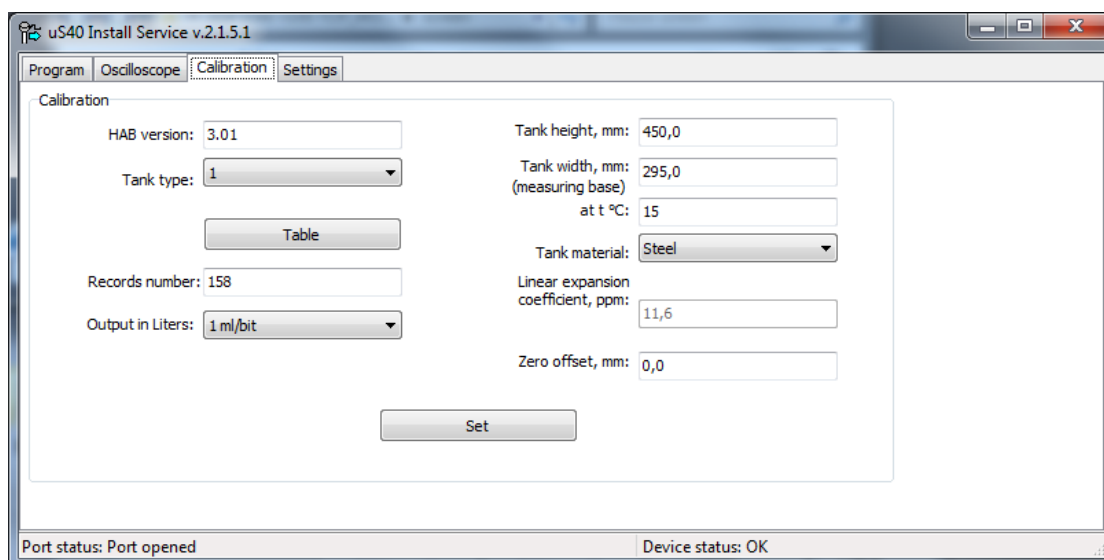 uS40 Install Service v.2.1.5.1
Program
Oscilloscope
Calibration
Settings
Calibration
HAB version:
3.01
Tank type:
1
Table
Records number:
158
Output in Liters:
1 ml/bit
Tank height, mm:
450,0
Tank width, mm:
(measuring base)
295,0
at t ºC:
15
Tank material:
Steel
Linear expansion
coefficient, ppm:
11,6
Zero offset, mm:
0,0
Set
Port status: Port opened
Device status: OK